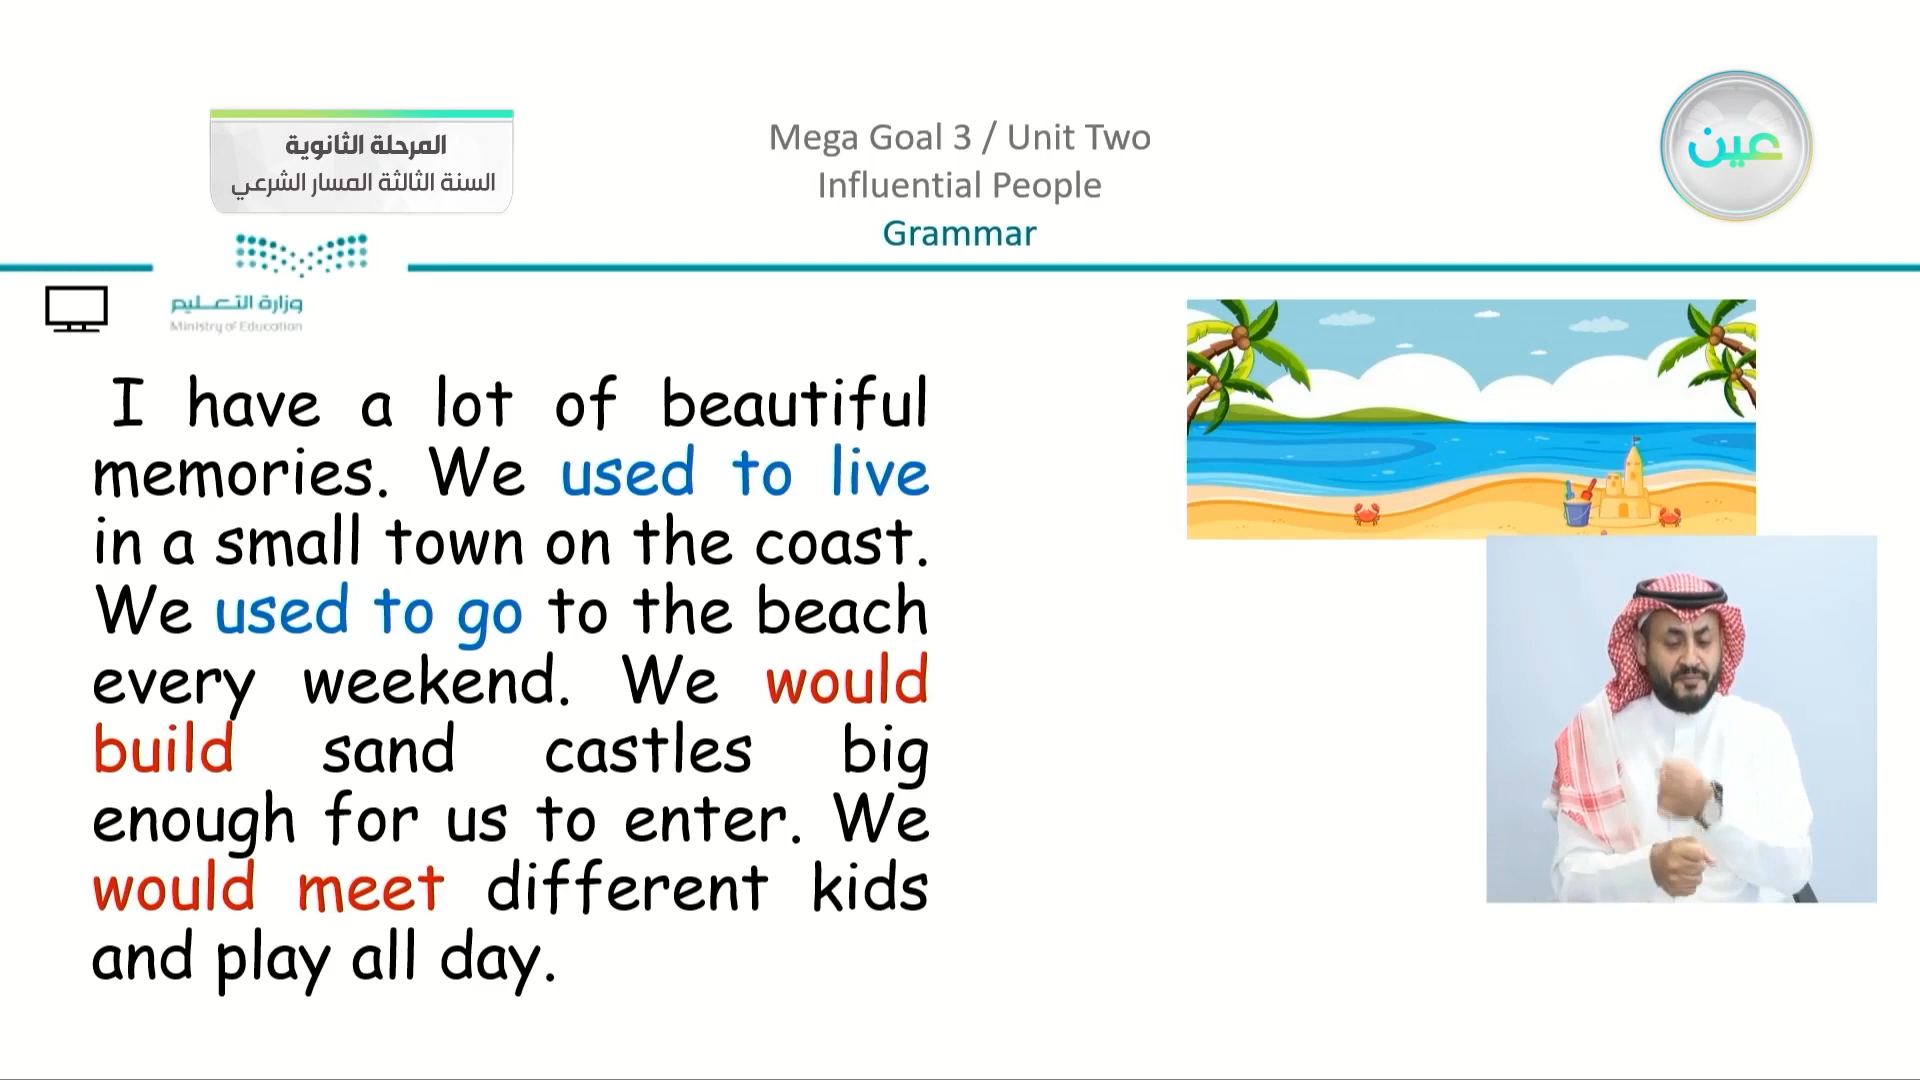 المرحلة الثانوية
السنة الثالثة المسار الشرعي
Mega Goal 3 / Unit Two
Influential People
Grammar
عين
وزارة التعليم
Ministry of Education
I have a lot of beautiful
memories. We used to live
in a small town on the coast.
We used to go to the beach
every weekend. We would
build sand castles big
enough for us to enter. We
would meet different kids
and play all day.